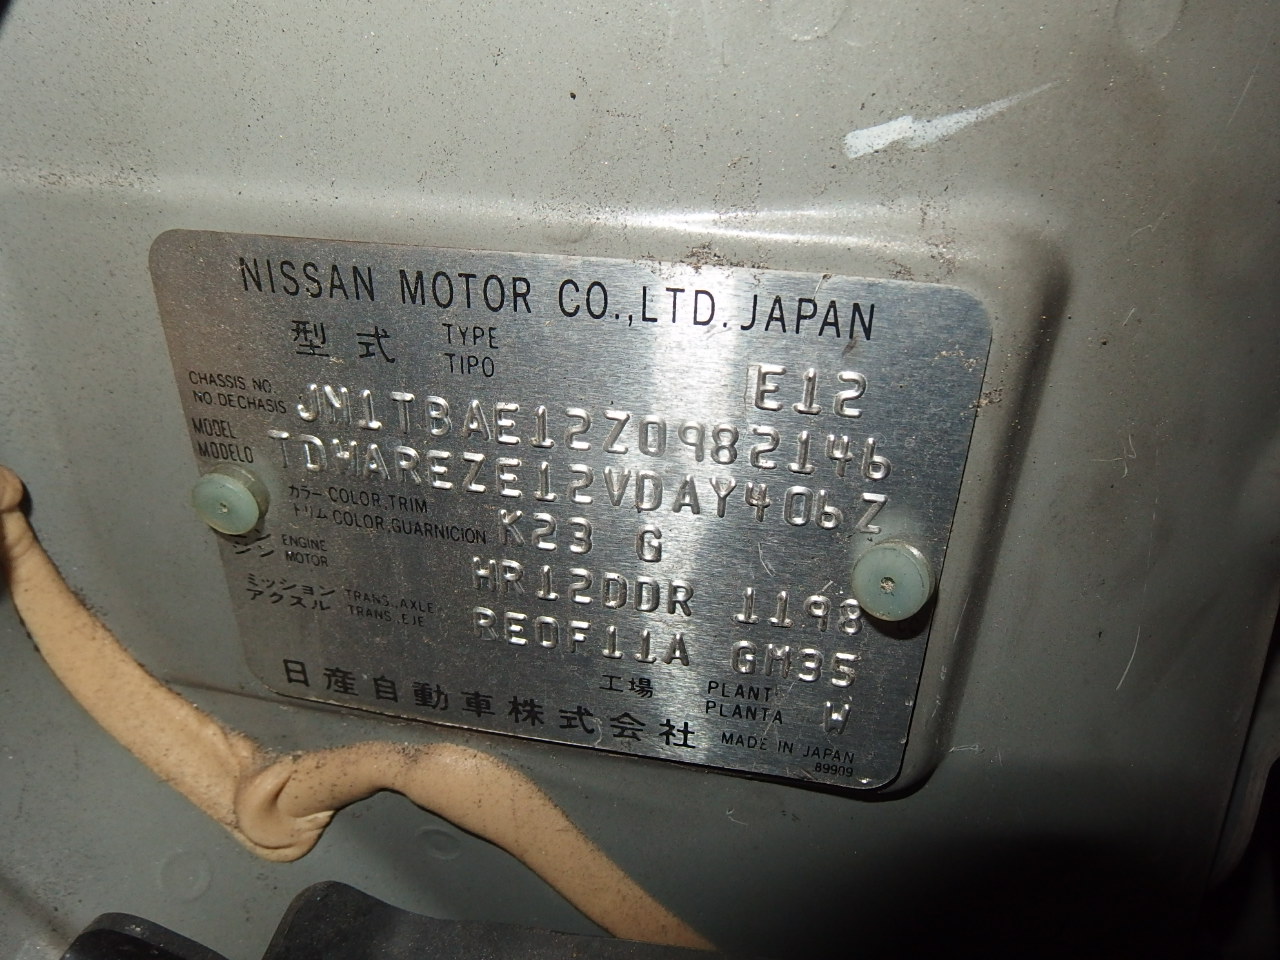 NISSAN MOTOR CO.,LTD. JAPAN
型式 TYPE TIPO E12
CHASSIS NO. NO.DE CHASIS JN1TBAE12Z0982146
MODEL MODELO TDMAREZE12VDAY406Z
カラー COLOR,TRIM トリム COLOR,GUARNICION K23 G
ENGINE MOTOR HR12DDR 1198
ミッション アクスル TRANS.,AXLE TRANS. EJE RE0F11A GM35
工場 PLANT PLANTA W
日産自動車株式会社 MADE IN JAPAN
89909